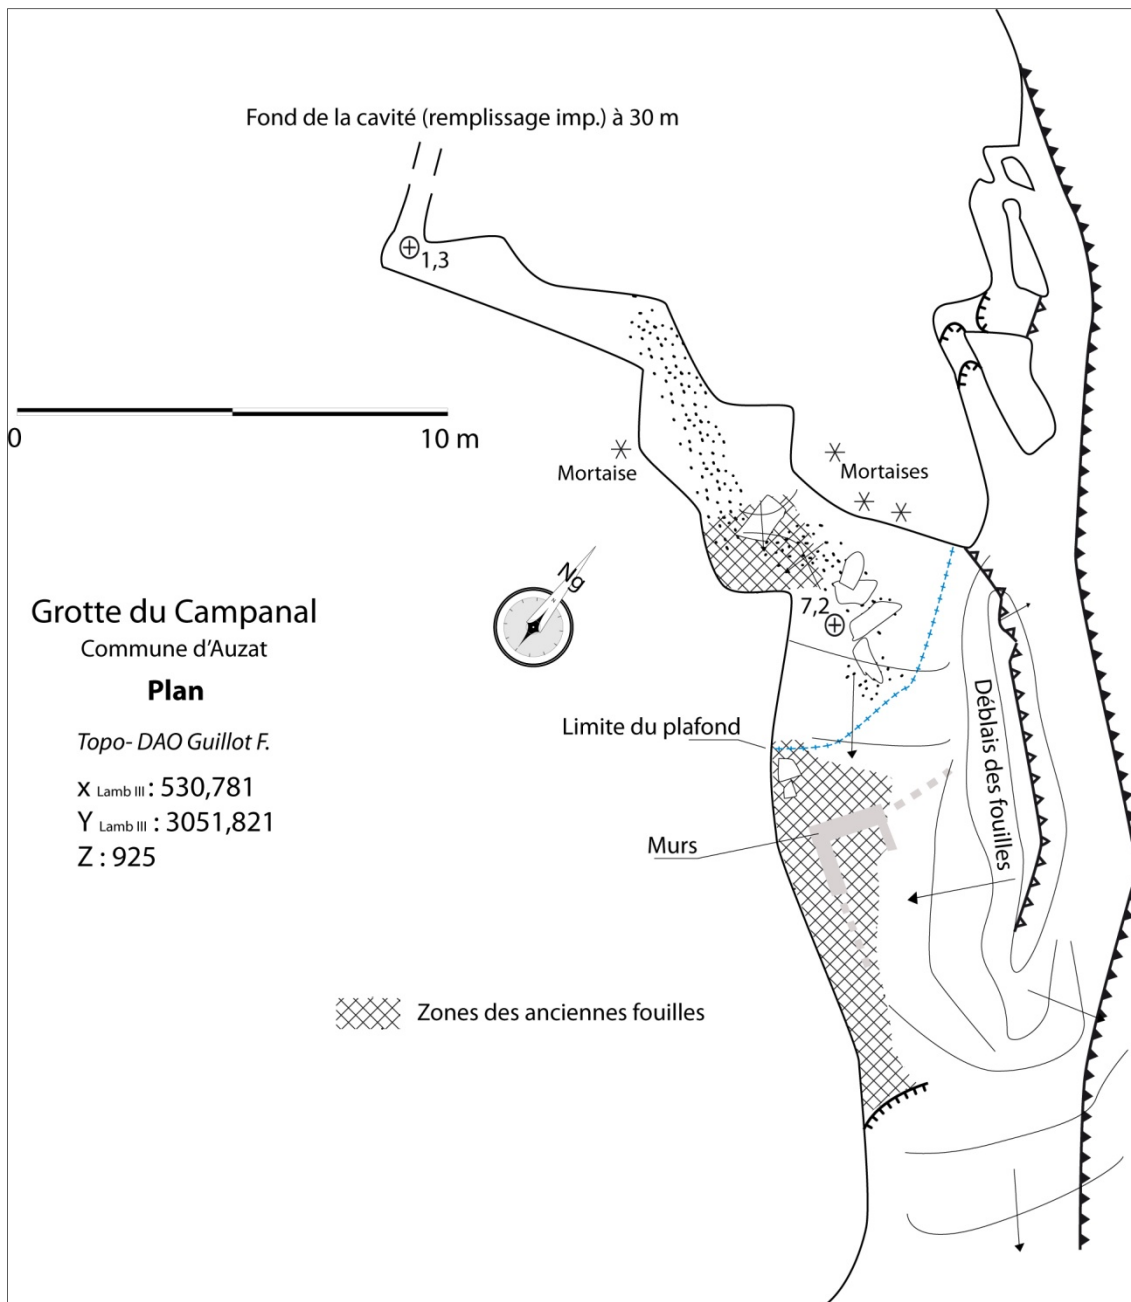 Fond de la cavité (remplissage imp.) à 30 m
1,3
0
10 m
Mortaise
Mortaises
Ng
7,2
Grotte du Campanal
Commune d'Auzat
Plan
Topo- DAO Guillot F.
x Lamb III : 530,781
Y Lamb III : 3051,821
Z : 925
Limite du plafond
Déblais des fouilles
Murs
Zones des anciennes fouilles